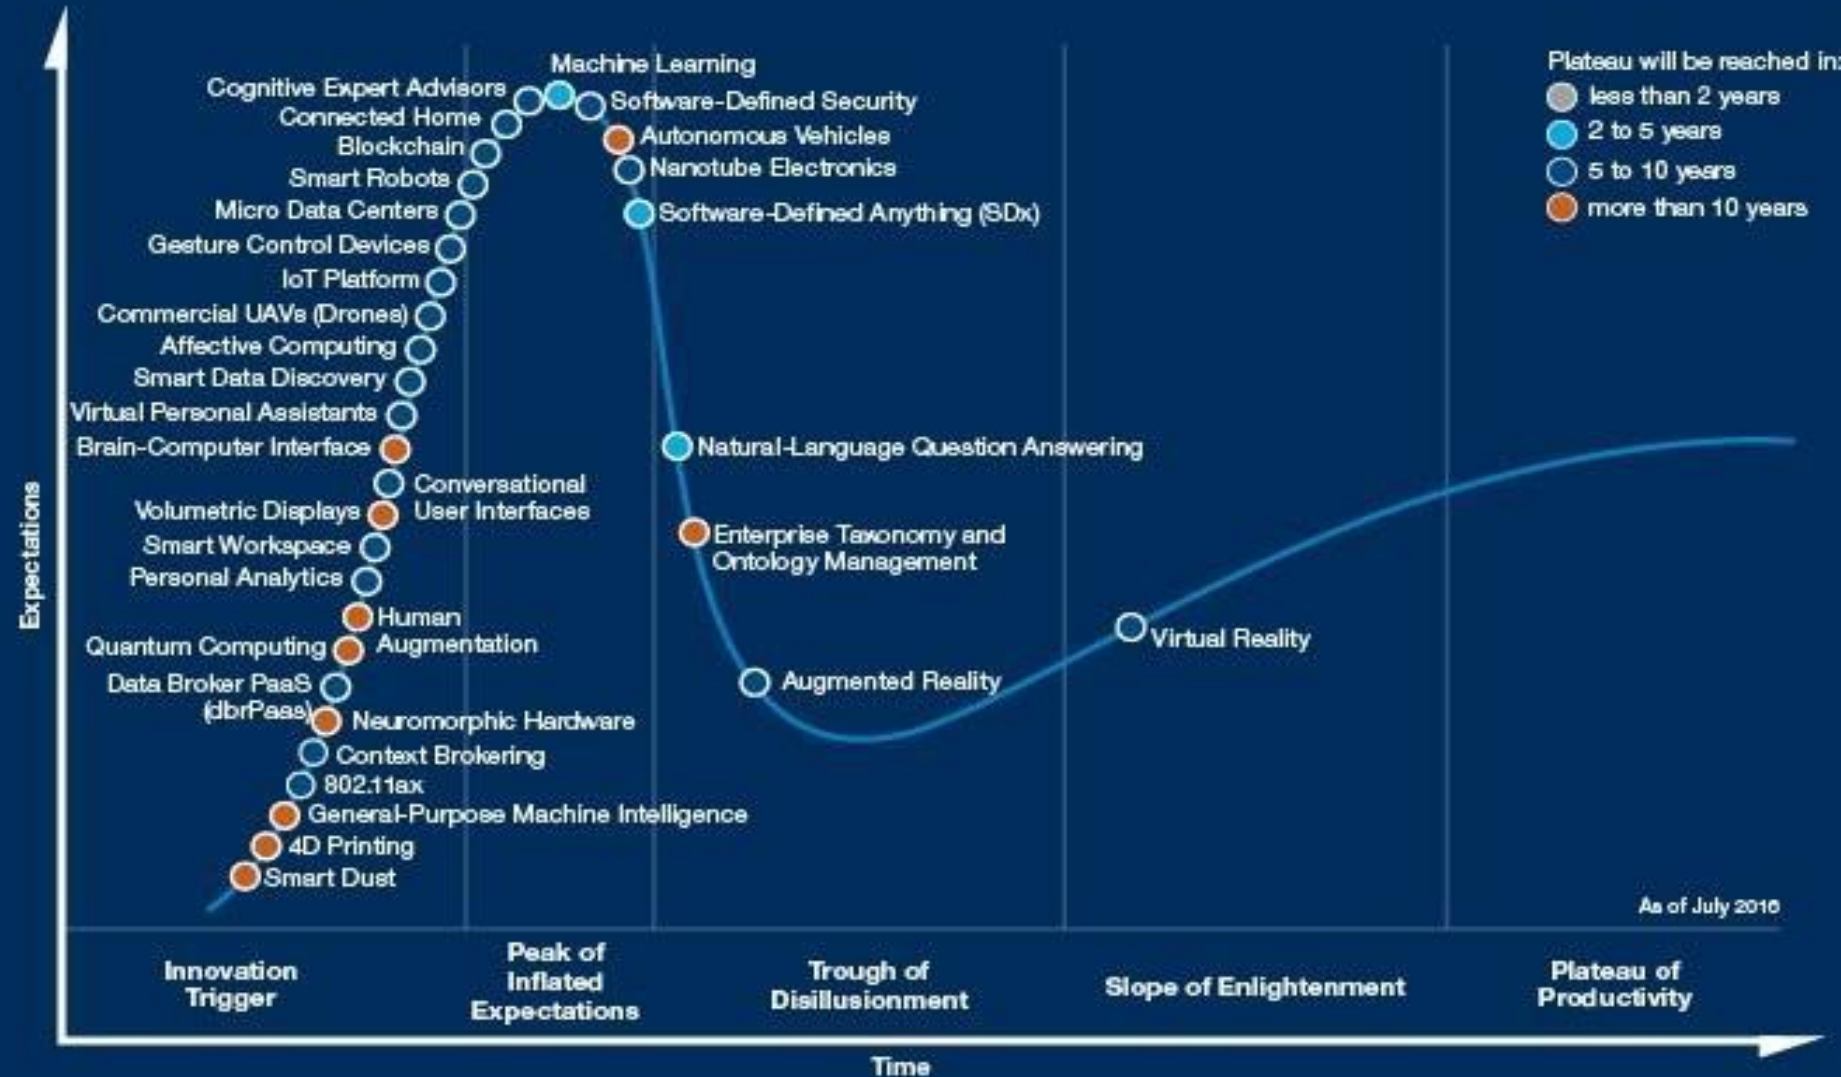 Machine Learning
Cognitive Expert Advisors
Connected Home
Blockchain
Smart Robots
Micro Data Centers
Gesture Control Devices
IoT Platform
Commercial UAVs (Drones)
Affective Computing
Smart Data Discovery
Virtual Personal Assistants
Brain-Computer Interface
Conversational
User Interfaces
Volumetric Displays
Smart Workspace
Personal Analytics
Human
Augmentation
Quantum Computing
Data Broker PaaS
(dbrPaas)
Neuromorphic Hardware
Context Brokering
802.11ax
General-Purpose Machine Intelligence
4D Printing
Smart Dust
Software-Defined Security
Autonomous Vehicles
Nanotube Electronics
Software-Defined Anything (SDx)
Natural-Language Question Answering
Enterprise Taxonomy and
Ontology Management
Augmented Reality
Virtual Reality
Plateau will be reached in:
less than 2 years
2 to 5 years
5 to 10 years
more than 10 years
As of July 2016
Expectations
Innovation
Trigger
Peak of
Inflated
Expectations
Trough of
Disillusionment
Slope of Enlightenment
Plateau of
Productivity
Time